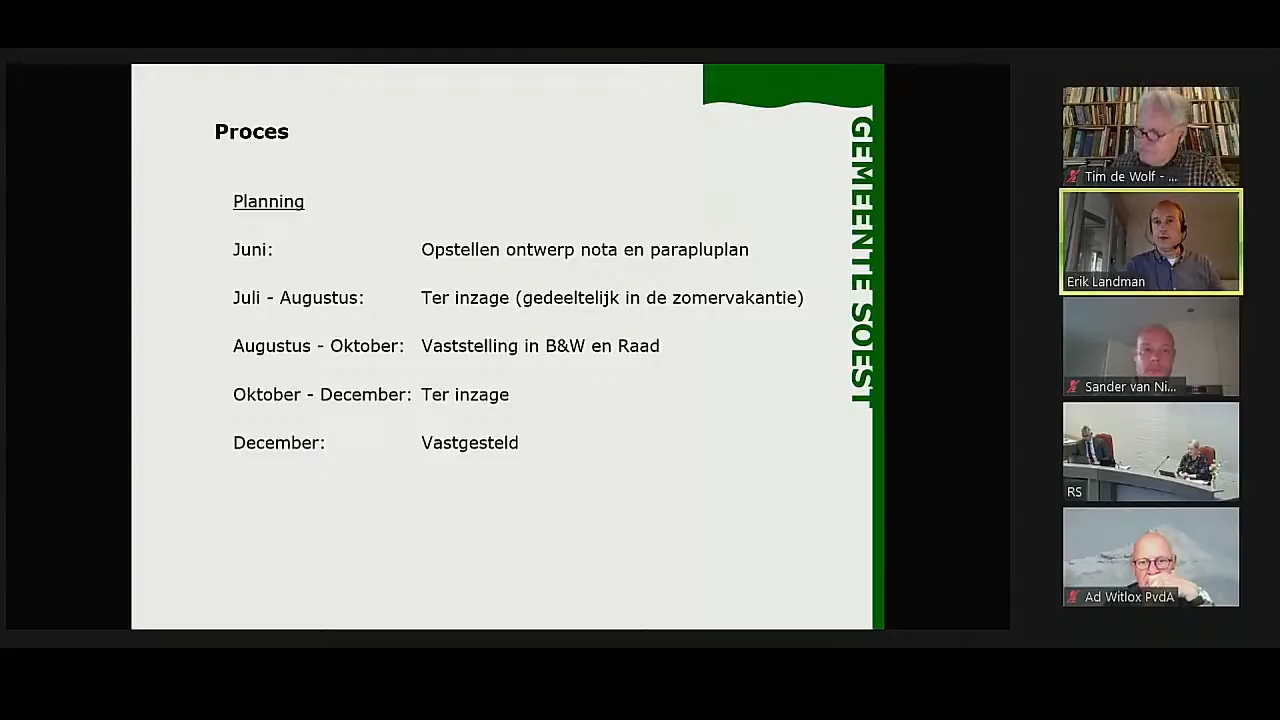 Proces
Planning
Juni: Opstellen ontwerp nota en parapluplan
Juli - Augustus: Ter inzage (gedeeltelijk in de zomervakantie)
Augustus - Oktober: Vaststelling in B&W en Raad
Oktober - December: Ter inzage
December: Vastgesteld
GEMEENTE SOEST
Tim de Wolf - ...
Erik Landman
Sander van Ni...
RS
Ad Witlox PvdA